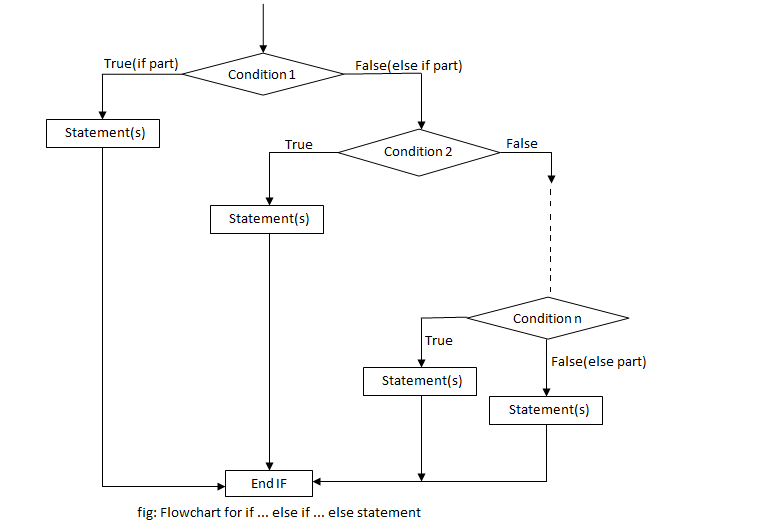 True(if part)
Condition 1
False(else if part)
Statement(s)
True
Condition 2
False
Statement(s)
Condition n
True
False(else part)
Statement(s)
Statement(s)
End IF
fig: Flowchart for if ... else if ... else statement